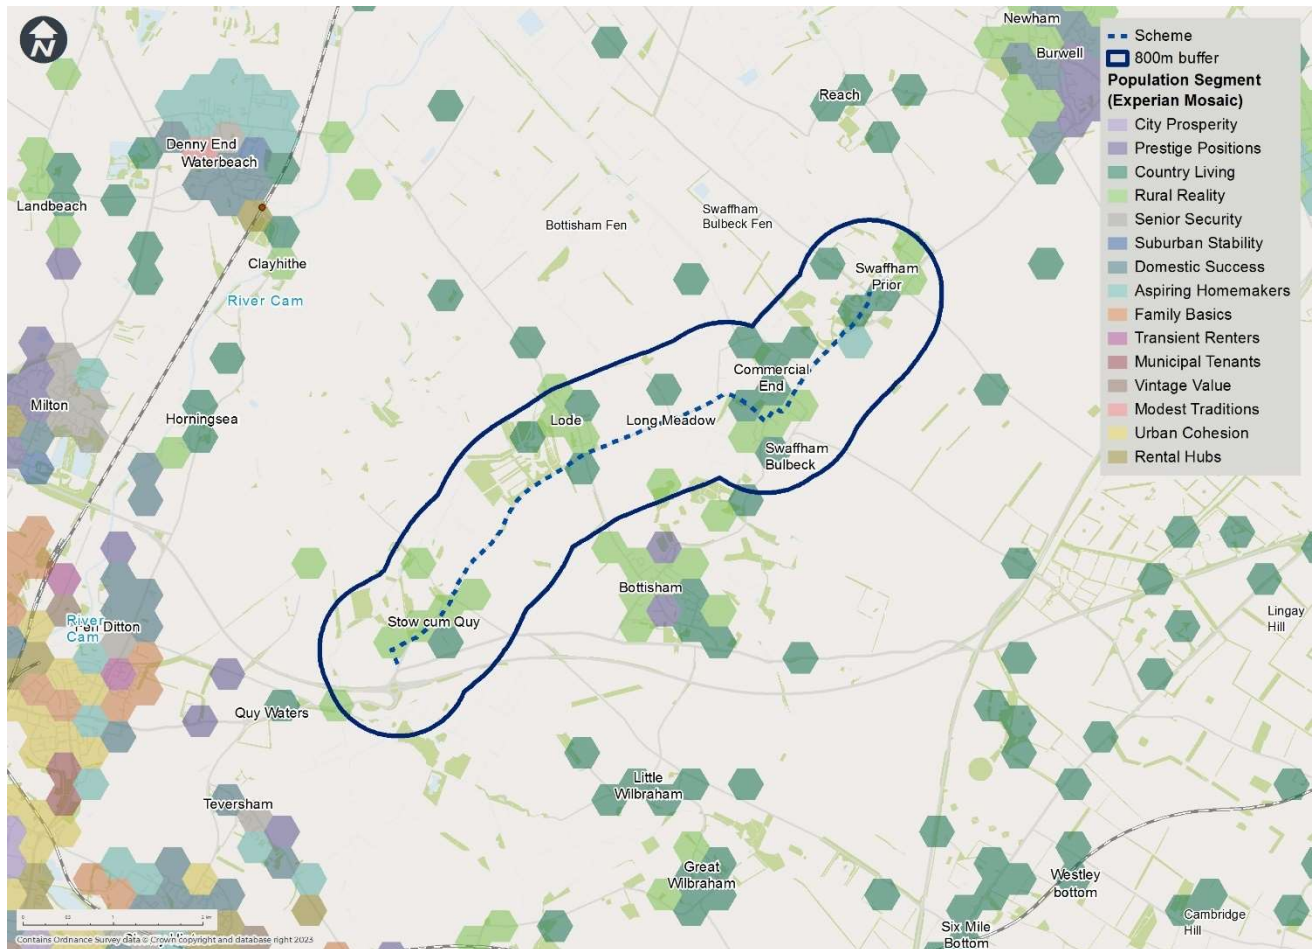 N
Newham
Burwell
Reach
Denny End
Waterbeach
Landbeach
Bottisham Fen
Swaffham
Bulbeck Fen
Clayhithe
River Cam
Swaffham
Prior
Commercial
End
Milton
Horningsea
Lode
Long Meadow
Swaffham
Bulbeck
Bottisham
River
Cam
Ditton
Stow cum Quy
Lingay
Hill
Quy Waters
Little
Wilbraham
Teversham
Great
Wilbraham
Westley
bottom
Six Mile
Bottom
Cambridge
Hill
Scheme
800m buffer
Population Segment
(Experian Mosaic)
City Prosperity
Prestige Positions
Country Living
Rural Reality
Senior Security
Suburban Stability
Domestic Success
Aspiring Homemakers
Family Basics
Transient Renters
Municipal Tenants
Vintage Value
Modest Traditions
Urban Cohesion
Rental Hubs
Contains Ordnance Survey data © Crown copyright and database right 2023